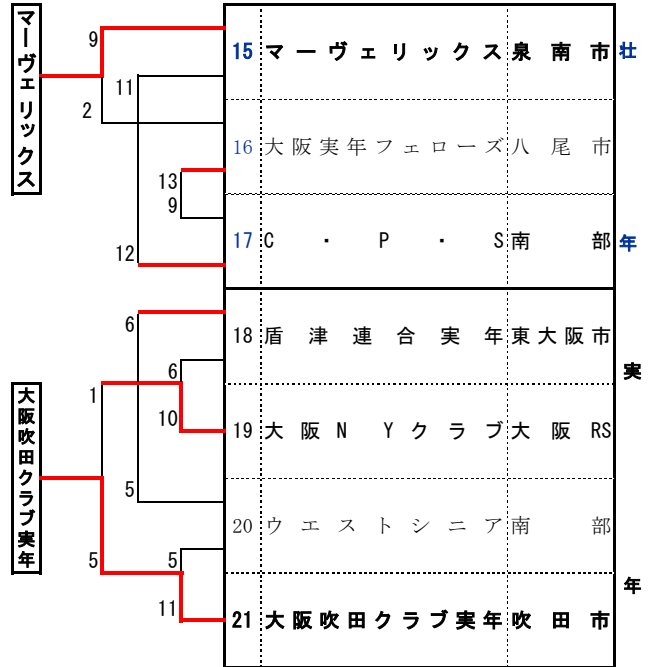 マーヴェリックス
9
15 マーヴェリックス 泉南市 壮
11
2
16 大阪実年フェローズ 八尾市
13
9
17 C・P・S 南部 年
12
6
18 盾津連合実年 東大阪市
6
実
大阪吹田クラブ実年
1
10
19 大阪NYクラブ 大阪RS
5
20 ウエストシニア 南部
5
5
年
11
21 大阪吹田クラブ実年 吹田市